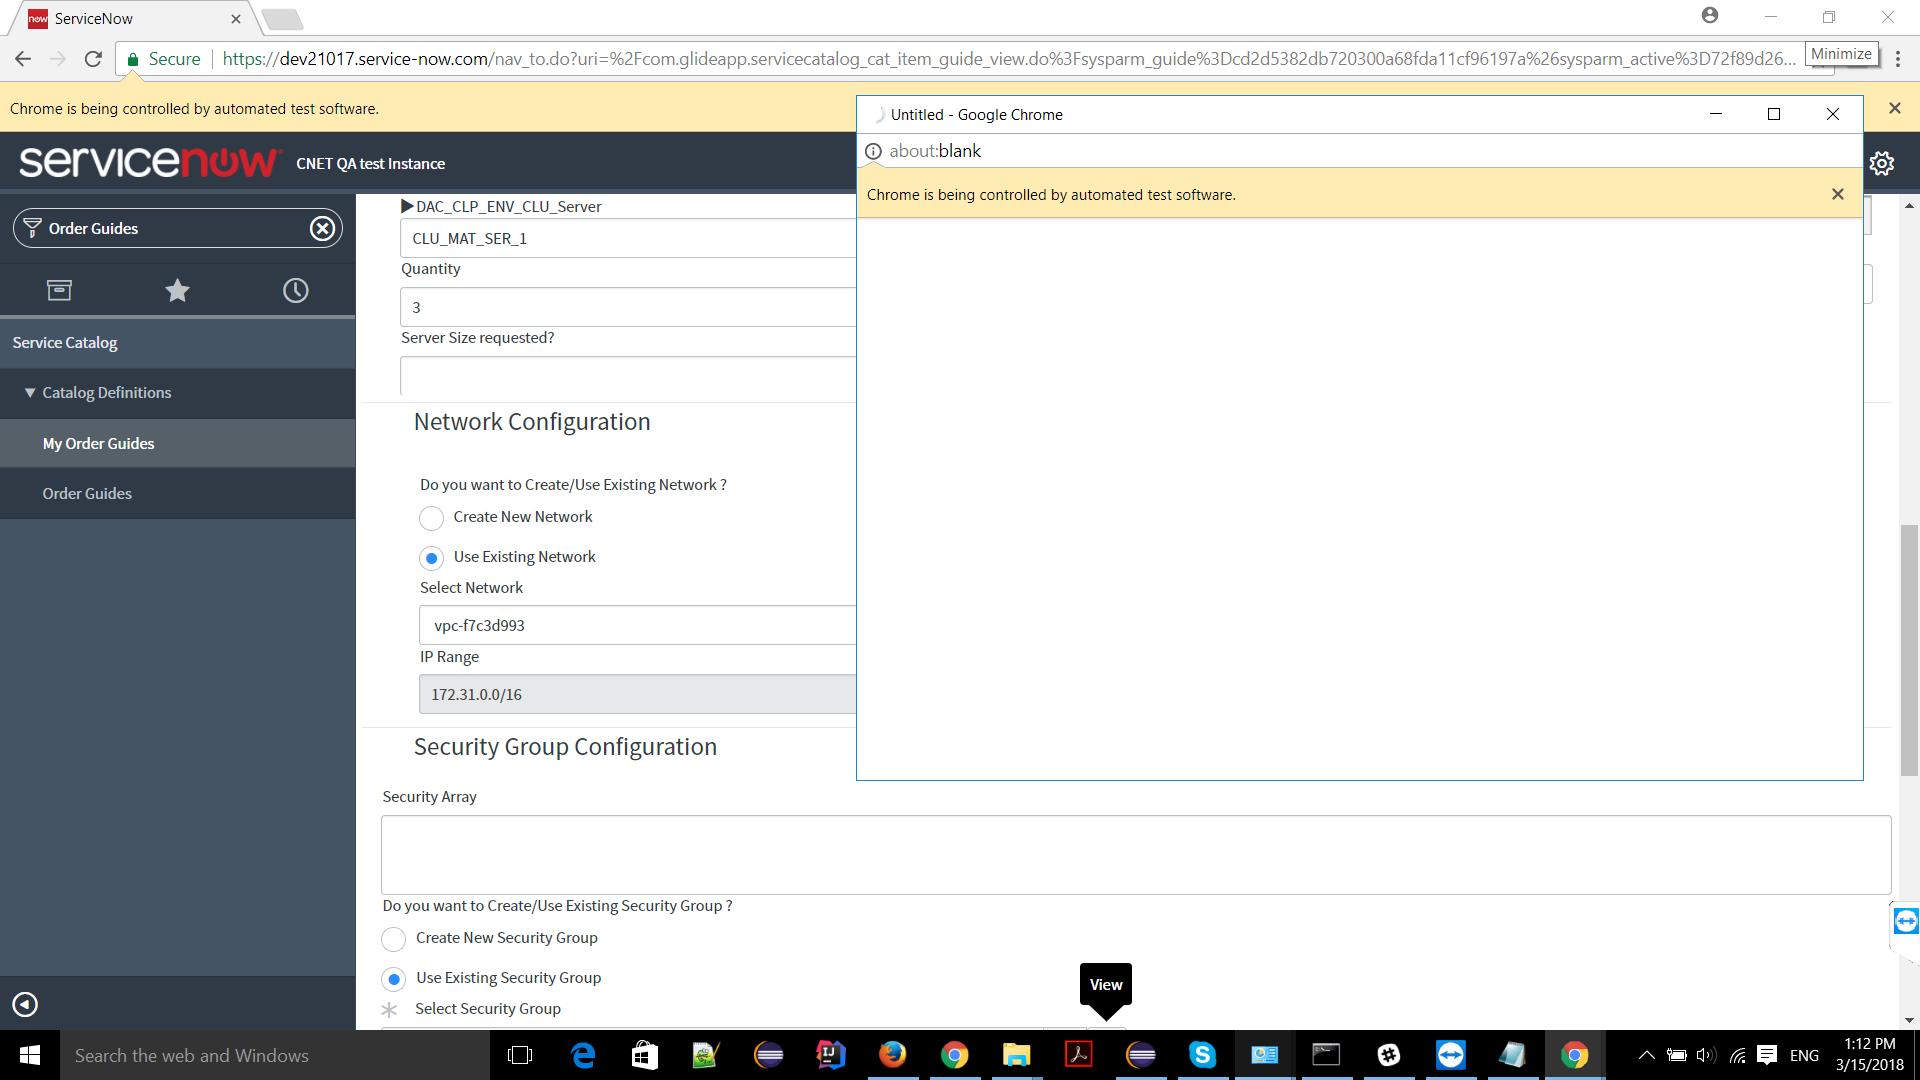 now ServiceNow
Secure https://dev21017.service-now.com/nav_to.do?uri=%2Fcom.glideapp.servicecatalog_cat_item_guide_view.do%3Fsysparm_guide%3Dcd2d5382db720300a68fda11cf96197a%26sysparm_active%3D72f89d26...
Minimize
Chrome is being controlled by automated test software.
Untitled - Google Chrome
about:blank
Chrome is being controlled by automated test software.
servicenow CNET QA test Instance
Order Guides
Service Catalog
Catalog Definitions
My Order Guides
Order Guides
DAC_CLP_ENV_CLU_Server
CLU_MAT_SER_1
Quantity
3
Server Size requested?
Network Configuration
Do you want to Create/Use Existing Network ?
Create New Network
Use Existing Network
Select Network
vpc-f7c3d993
IP Range
172.31.0.0/16
Security Group Configuration
Security Array
Do you want to Create/Use Existing Security Group ?
Create New Security Group
Use Existing Security Group
Select Security Group
View
Search the web and Windows
ENG
1:12 PM
3/15/2018